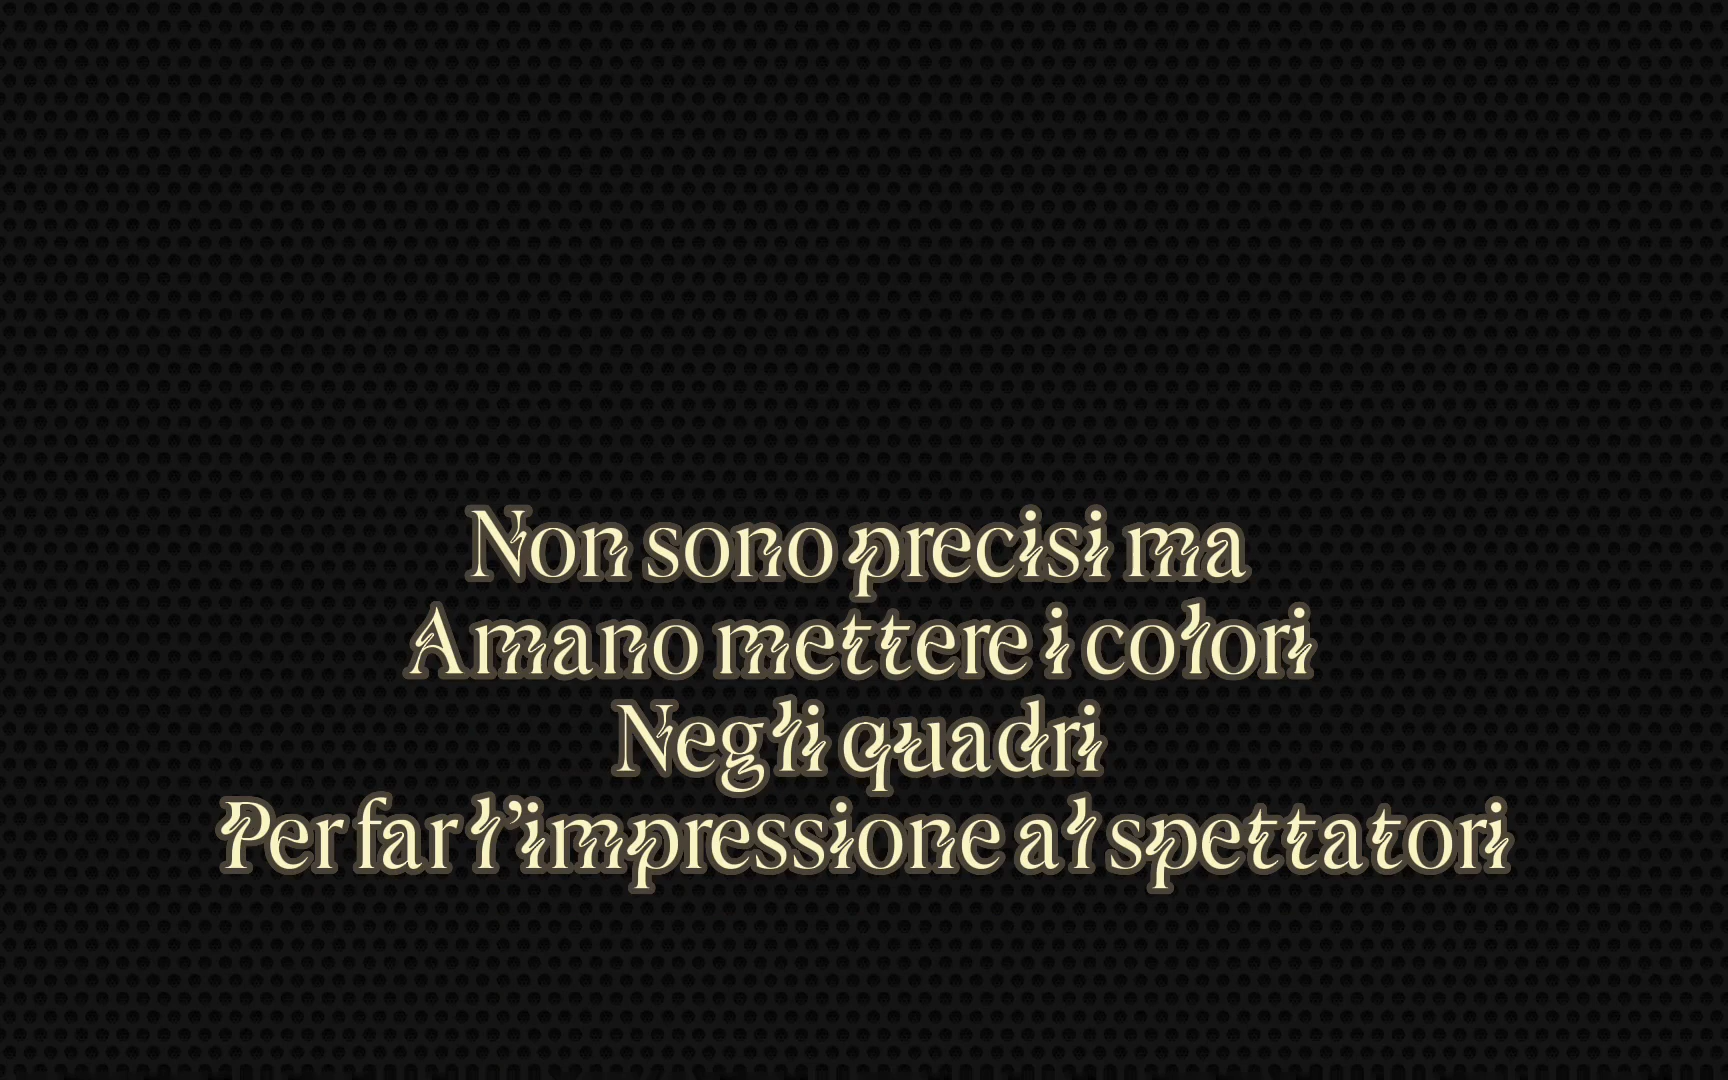 Non sono precisi ma
Amano mettere i colori
Negli quadri
Per far l’impressione al spettatori